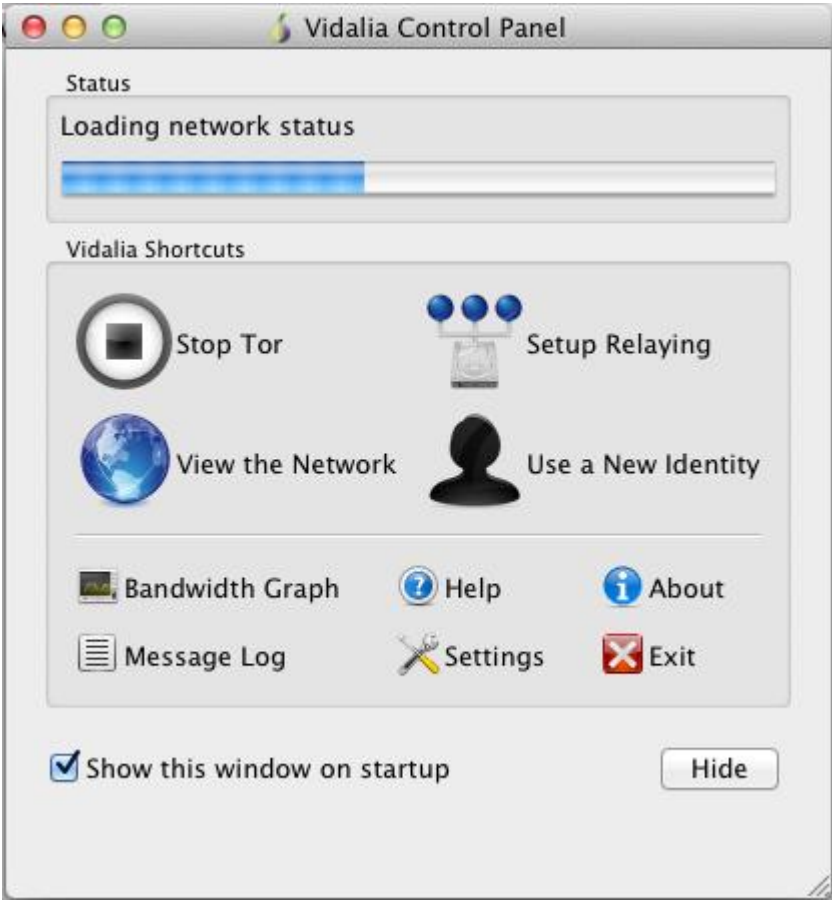 Vidalia Control Panel
Status
Loading network status
Vidalia Shortcuts
Stop Tor
Setup Relaying
View the Network
Use a New Identity
Bandwidth Graph
Help
About
Message Log
Settings
Exit
Show this window on startup
Hide